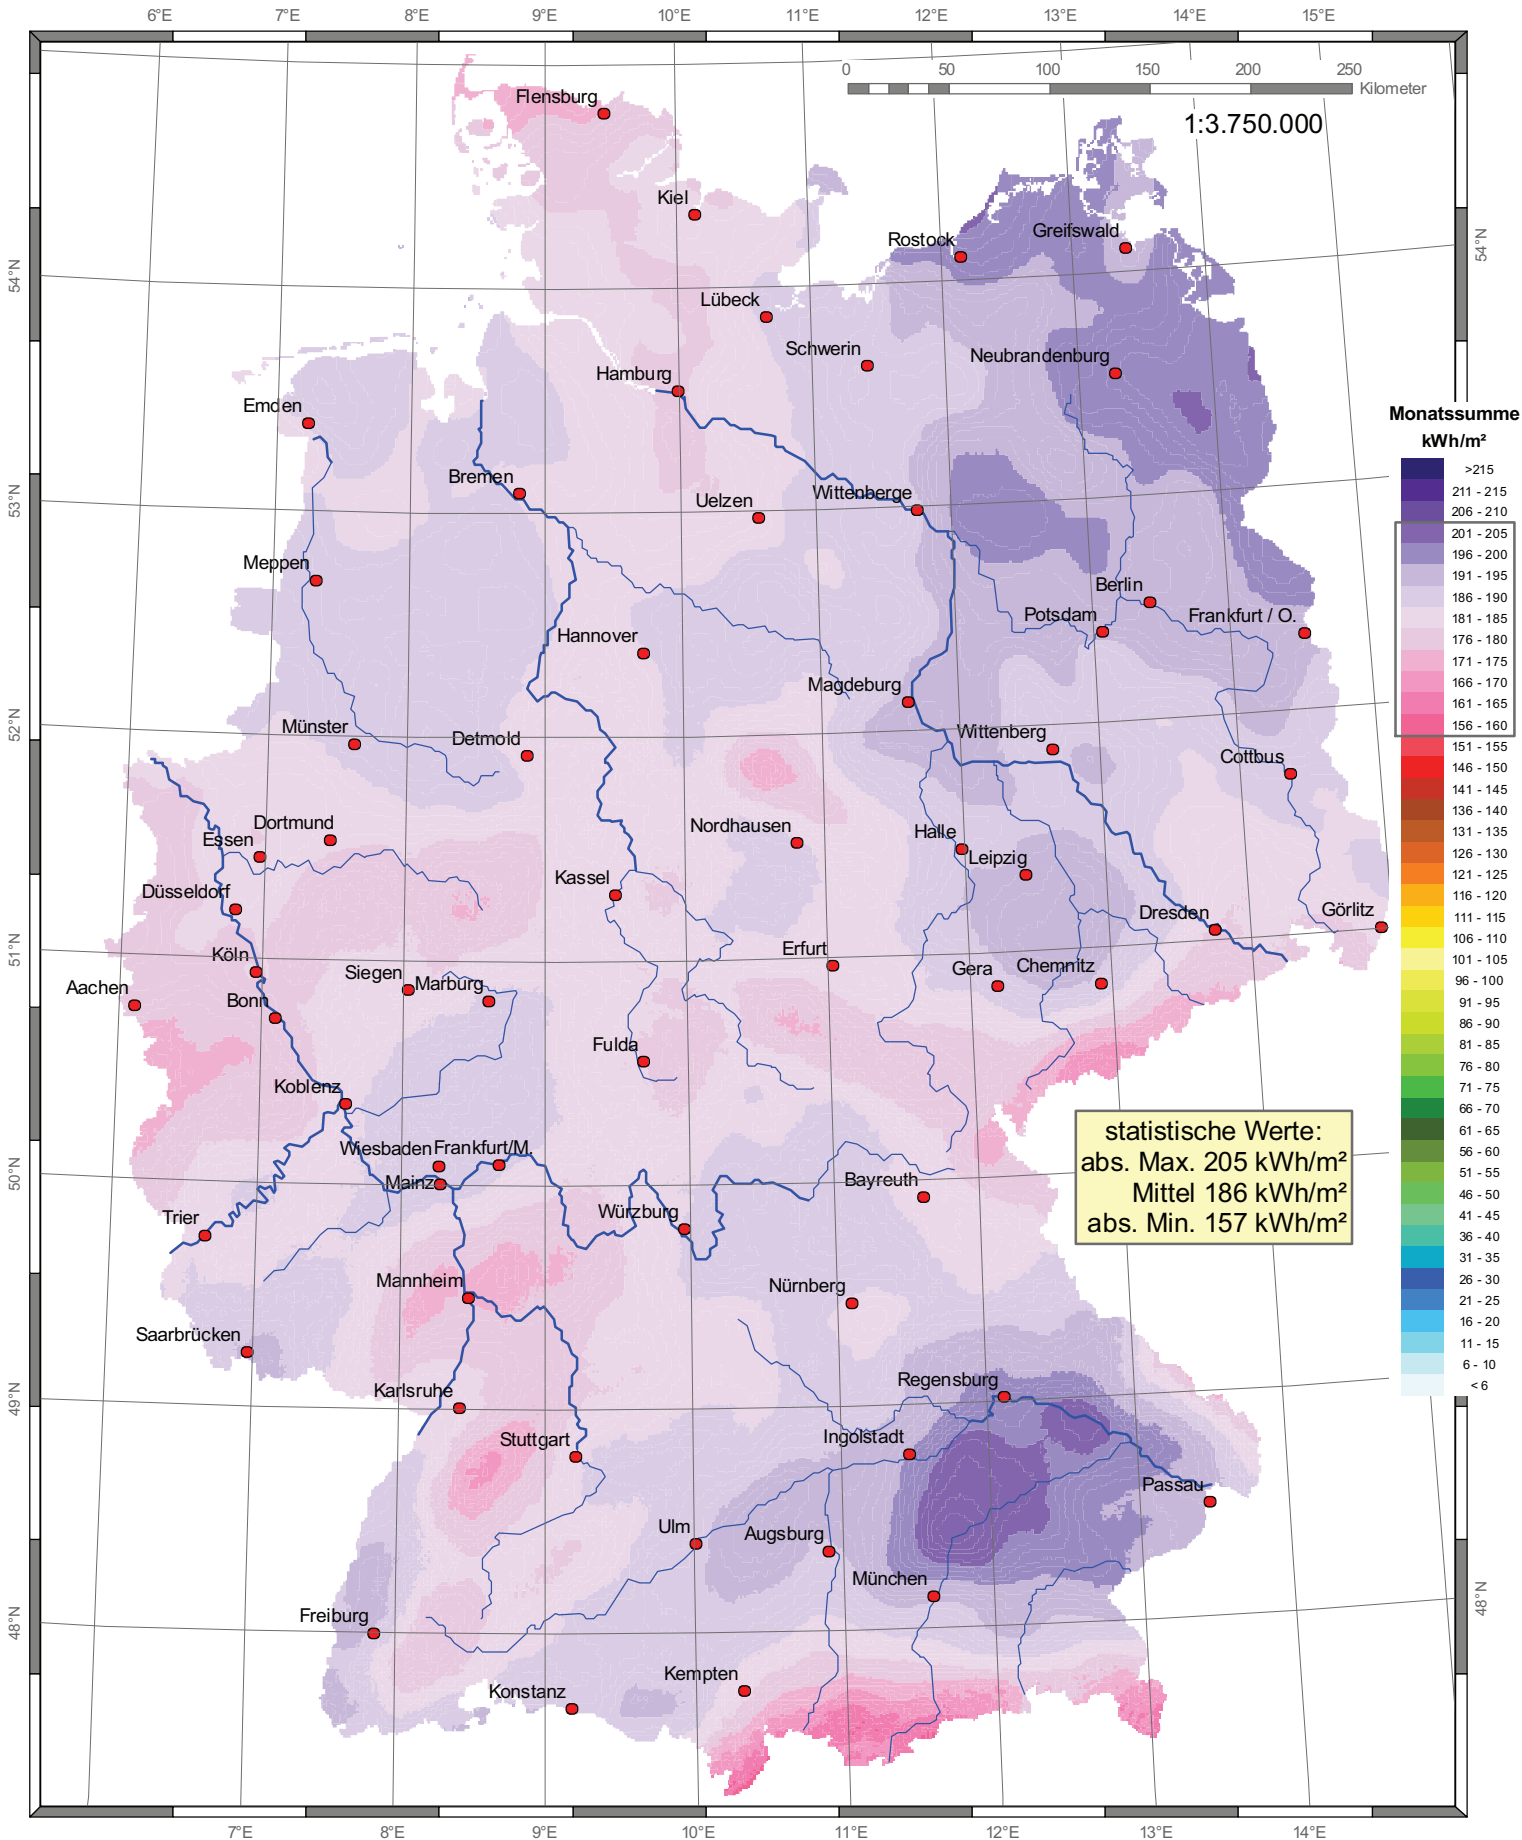 6°E 7°E 8°E 9°E 10°E 11°E 12°E 13°E 14°E 15°E
0 50 100 150 200 250
Kilometer
1:3.750.000
Flensburg
Kiel
Rostock
Greifswald
54°N
54°N
Lübeck
Schwerin
Neubrandenburg
Hamburg
Emden
Bremen
Uelzen
Wittenberge
53°N
Meppen
Berlin
Potsdam
Frankfurt / O.
Hannover
Magdeburg
52°N
Münster
Detmold
Wittenberg
Cottbus
Dortmund
Essen
Nordhausen
Halle
Leipzig
Düsseldorf
Kassel
Dresden
Görlitz
51°N
Köln
Erfurt
Aachen
Siegen
Marburg
Gera
Chemnitz
Bonn
Fulda
Koblenz
50°N
Wiesbaden
Frankfurt/M.
Mainz
Bayreuth
Trier
Würzburg
Mannheim
Nürnberg
Saarbrücken
49°N
Karlsruhe
Regensburg
Stuttgart
Ingolstadt
Passau
Ulm
Augsburg
München
48°N
48°N
Freiburg
Kempten
Konstanz
Monatssumme
kWh/m²
>215
211 - 215
206 - 210
201 - 205
196 - 200
191 - 195
186 - 190
181 - 185
176 - 180
171 - 175
166 - 170
161 - 165
156 - 160
151 - 155
146 - 150
141 - 145
136 - 140
131 - 135
126 - 130
121 - 125
116 - 120
111 - 115
106 - 110
101 - 105
96 - 100
91 - 95
86 - 90
81 - 85
76 - 80
71 - 75
66 - 70
61 - 65
56 - 60
51 - 55
46 - 50
41 - 45
36 - 40
31 - 35
26 - 30
21 - 25
16 - 20
11 - 15
6 - 10
< 6
statistische Werte:
abs. Max. 205 kWh/m²
Mittel 186 kWh/m²
abs. Min. 157 kWh/m²
7°E 8°E 9°E 10°E 11°E 12°E 13°E 14°E